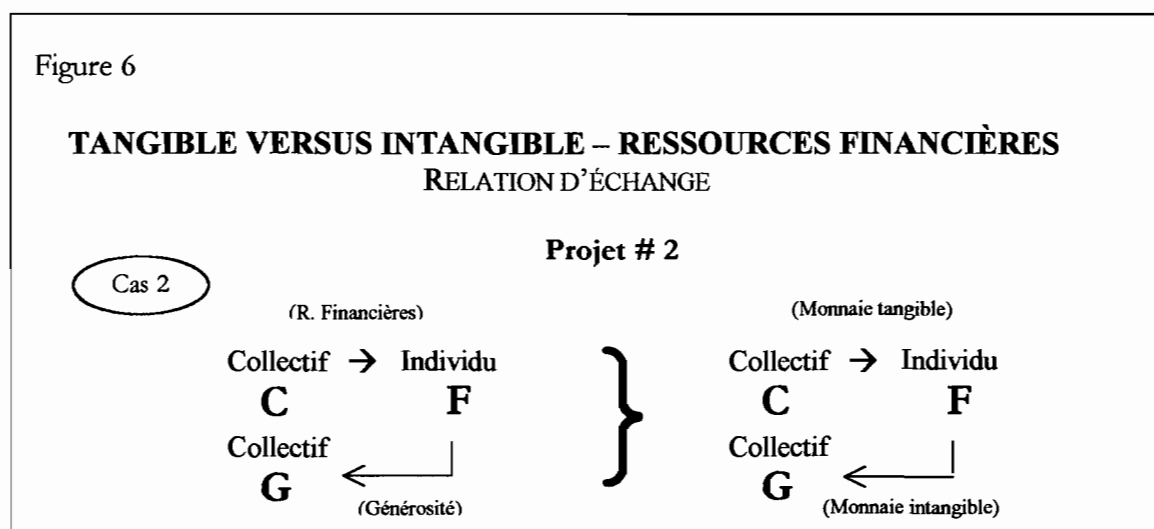 Figure 6
TANGIBLE VERSUS INTANGIBLE – RESSOURCES FINANCIÈRES
RELATION D'ÉCHANGE
Projet # 2
Cas 2
(R. Financières)
Collectif → Individu
C F
Collectif
G
(Générosité)
(Monnaie tangible)
Collectif → Individu
C F
Collectif
G
(Monnaie intangible)